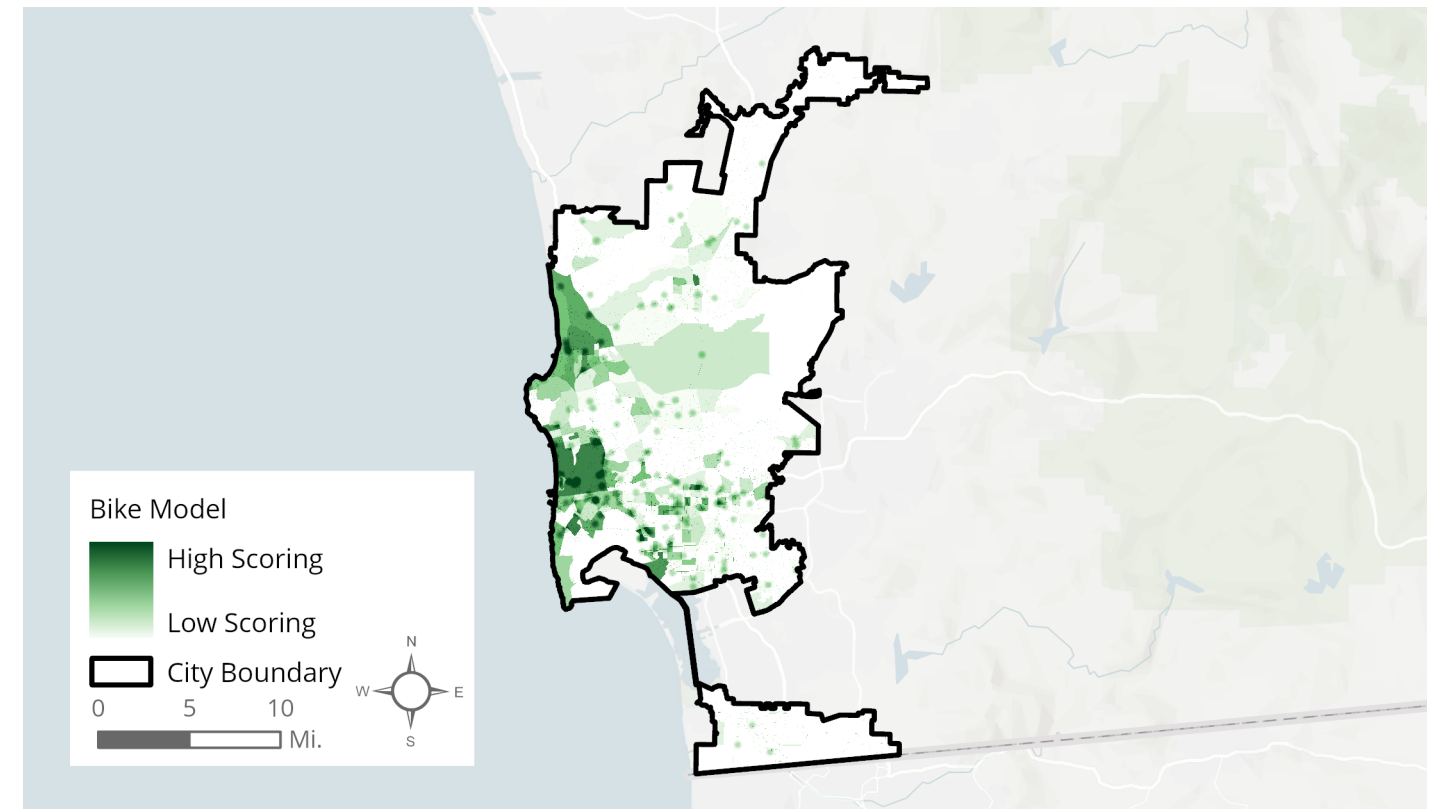 Bike Model
High Scoring
Low Scoring
City Boundary
0 5 10
Mi.
N
W E
S